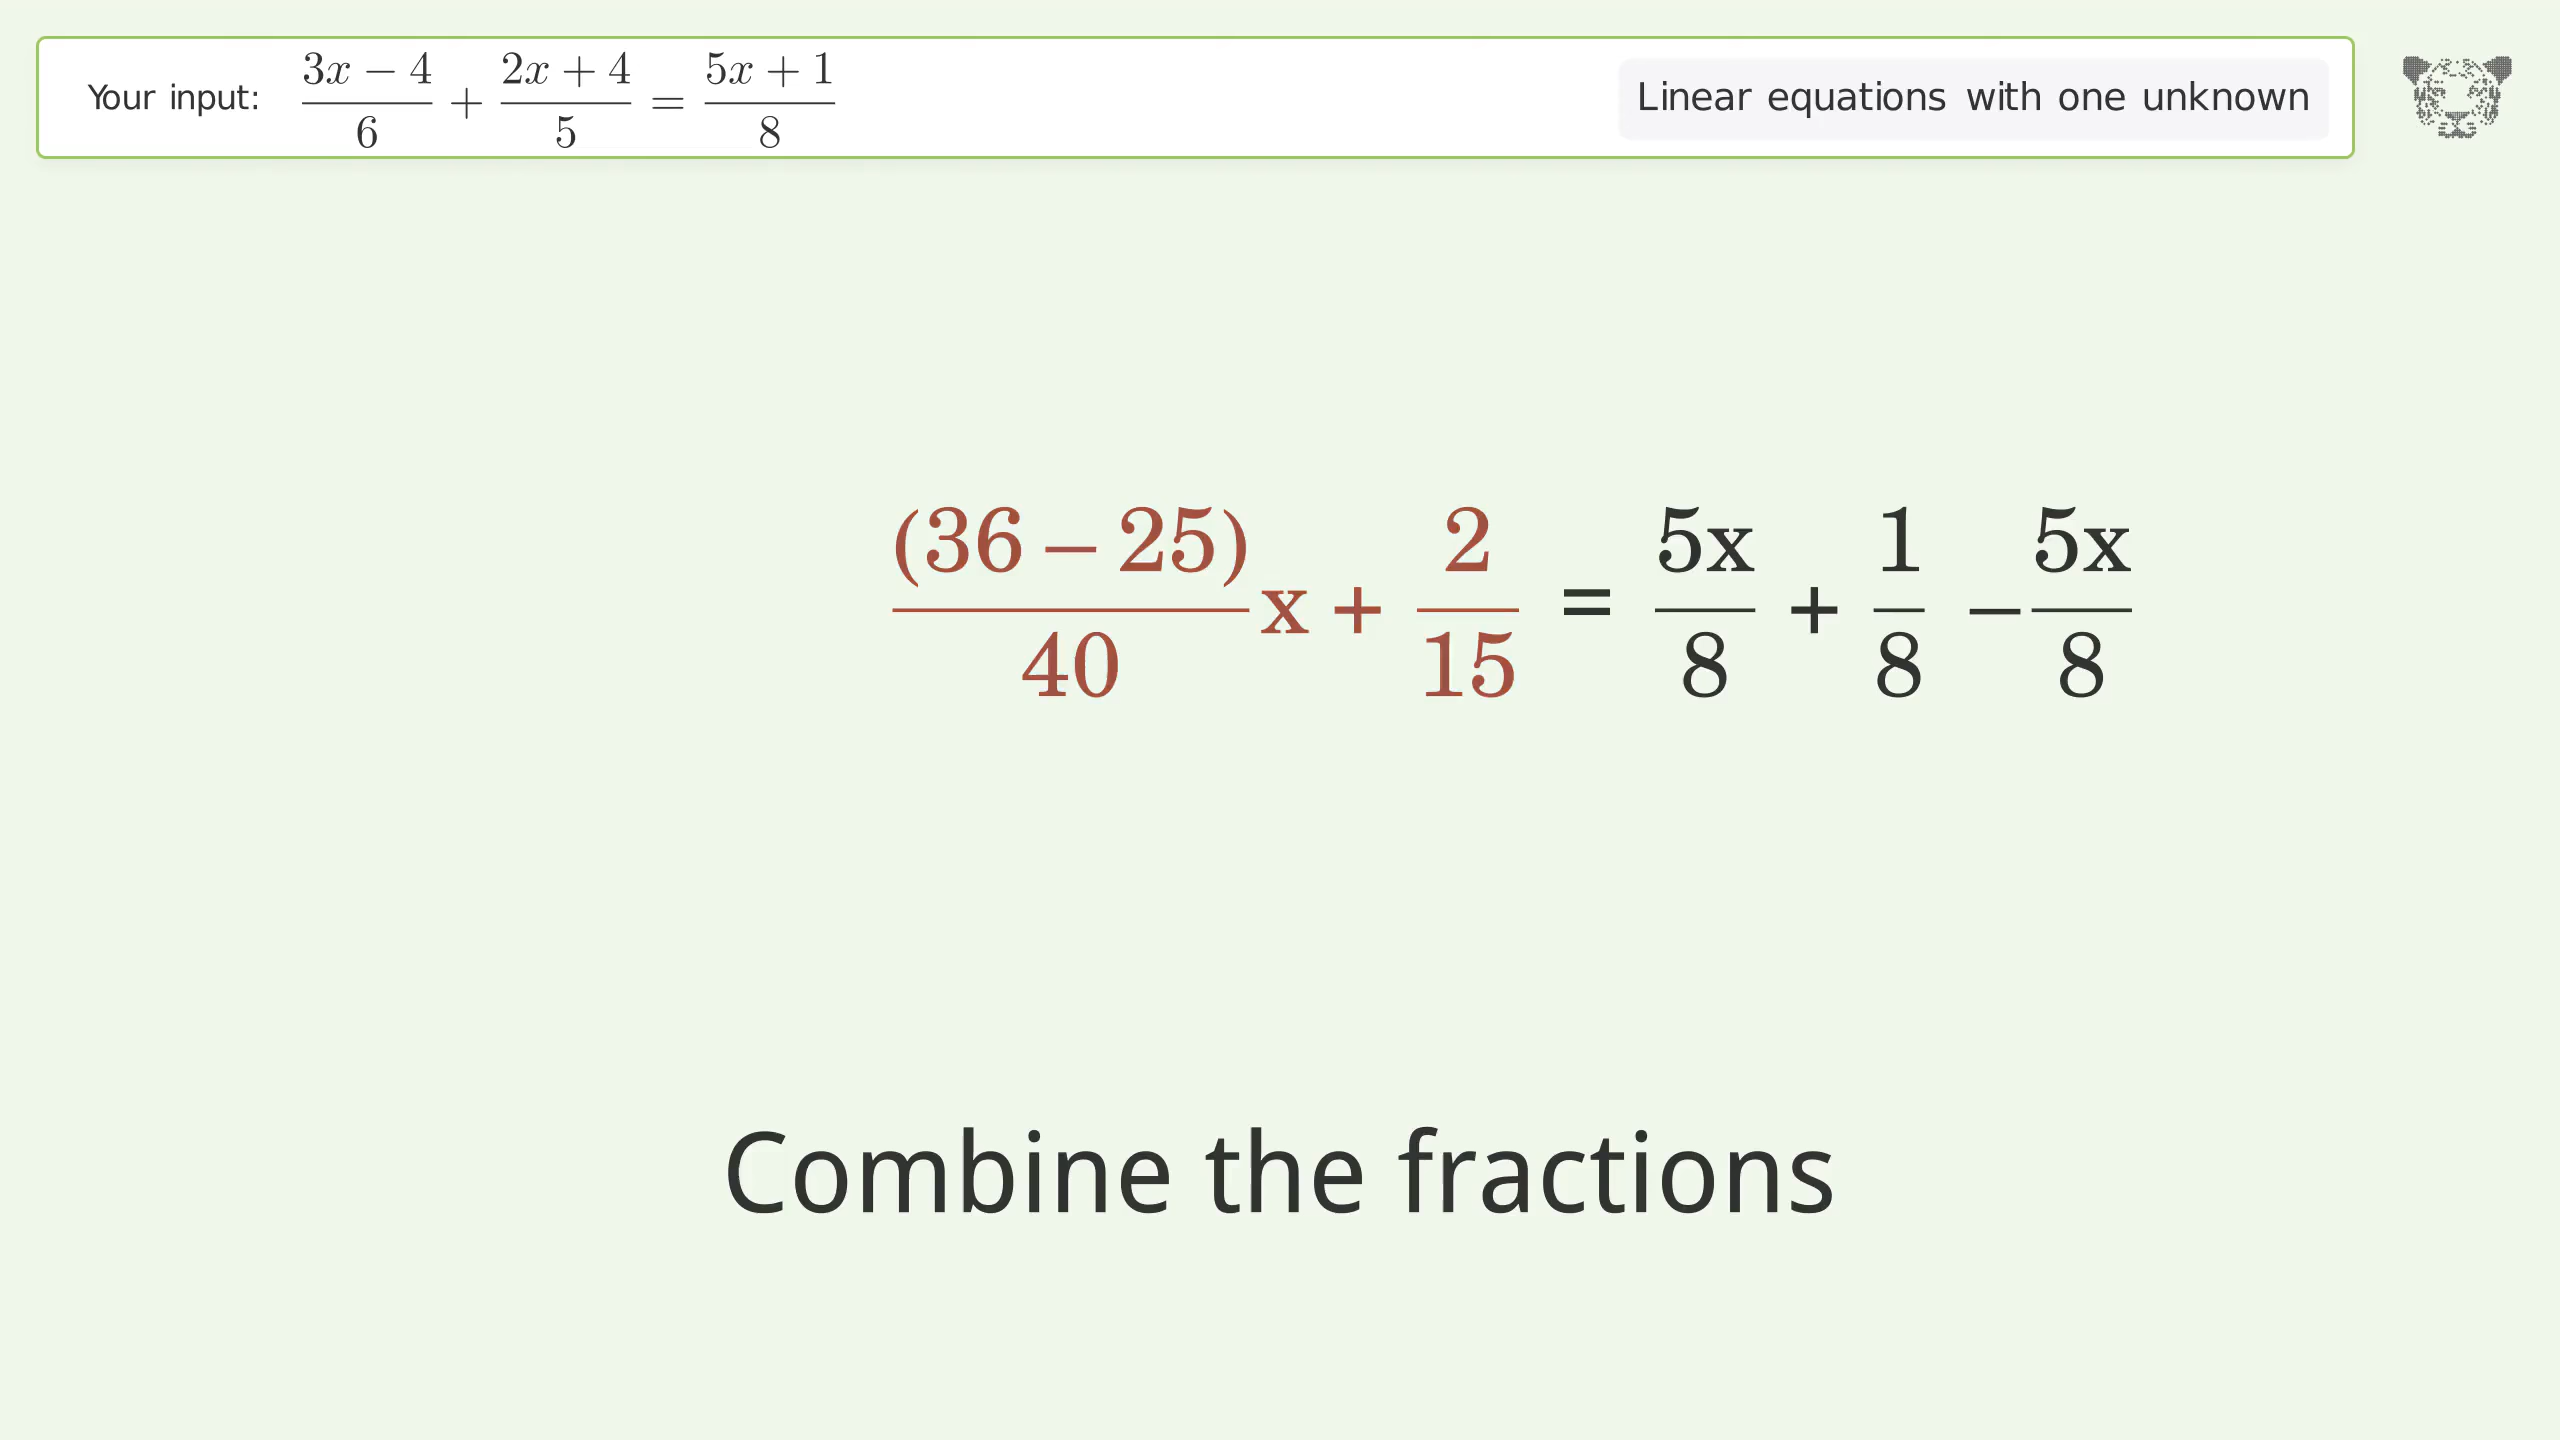 Your input: (3x − 4)/6 + (2x + 4)/5 = (5x + 1)/8
Linear equations with one unknown
(36 – 25)/40 x + 2/15 = 5x/8 + 1/8 – 5x/8
Combine the fractions